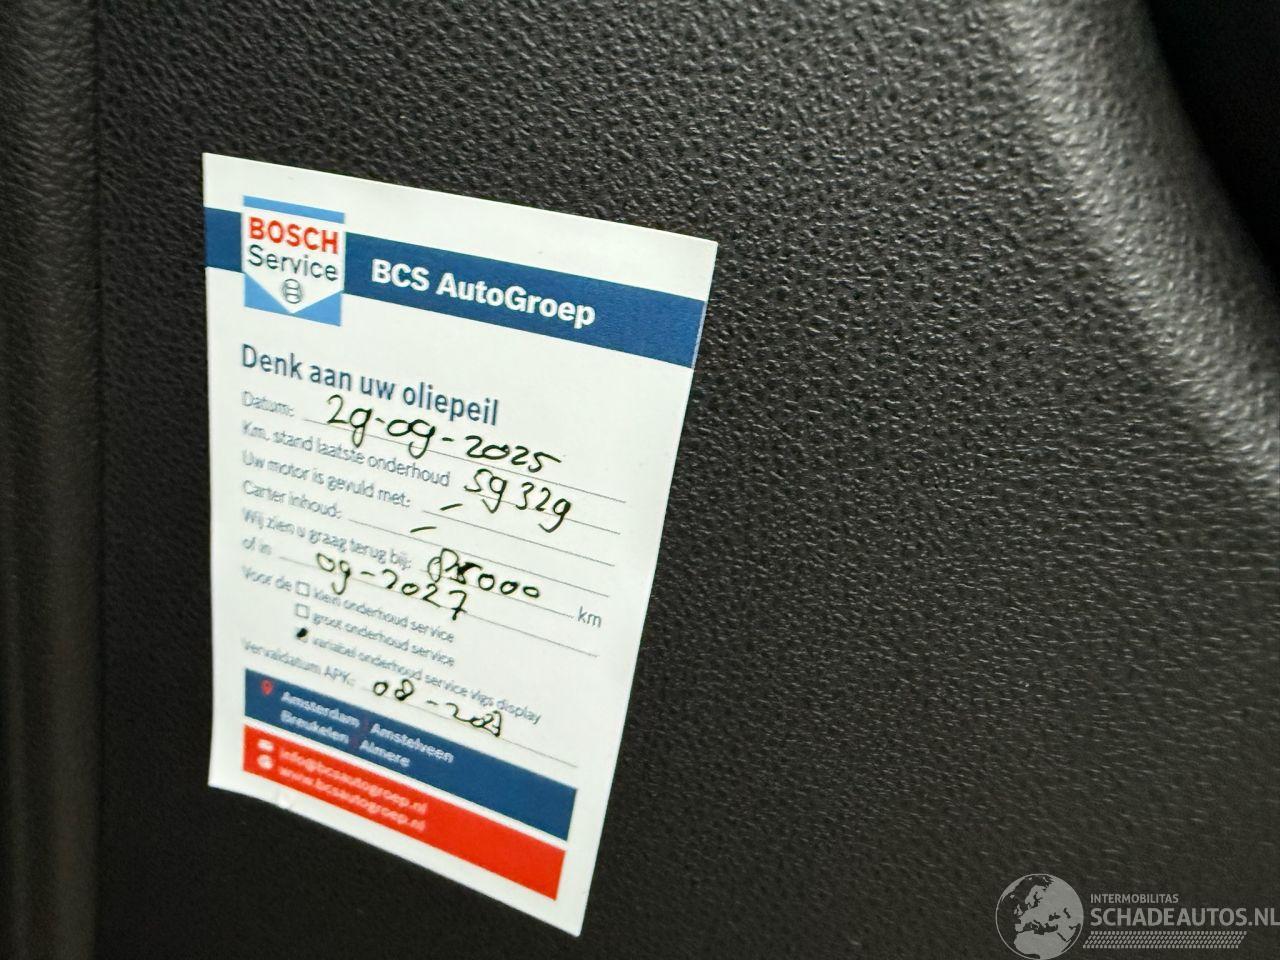 BOSCH
Service
BCS AutoGroep
Denk aan uw oliepeil
Datum: 29-09-2025
Km. stand laatste onderhoud 59329
Uw motor is gevuld met: –
Carter inhoud: –
Wij zien u graag terug bij: km
of in 09-2027
Voor de klein onderhoud service
groot onderhoud service
variabel onderhoud service vlgs display
Vervaldatum APK: 08-
Amsterdam Amstelveen
Breukelen Almere
info@bcsautogroep.nl
www.bcsautogroep.nl
INTERMOBILITAS
SCHADEAUTOS.NL